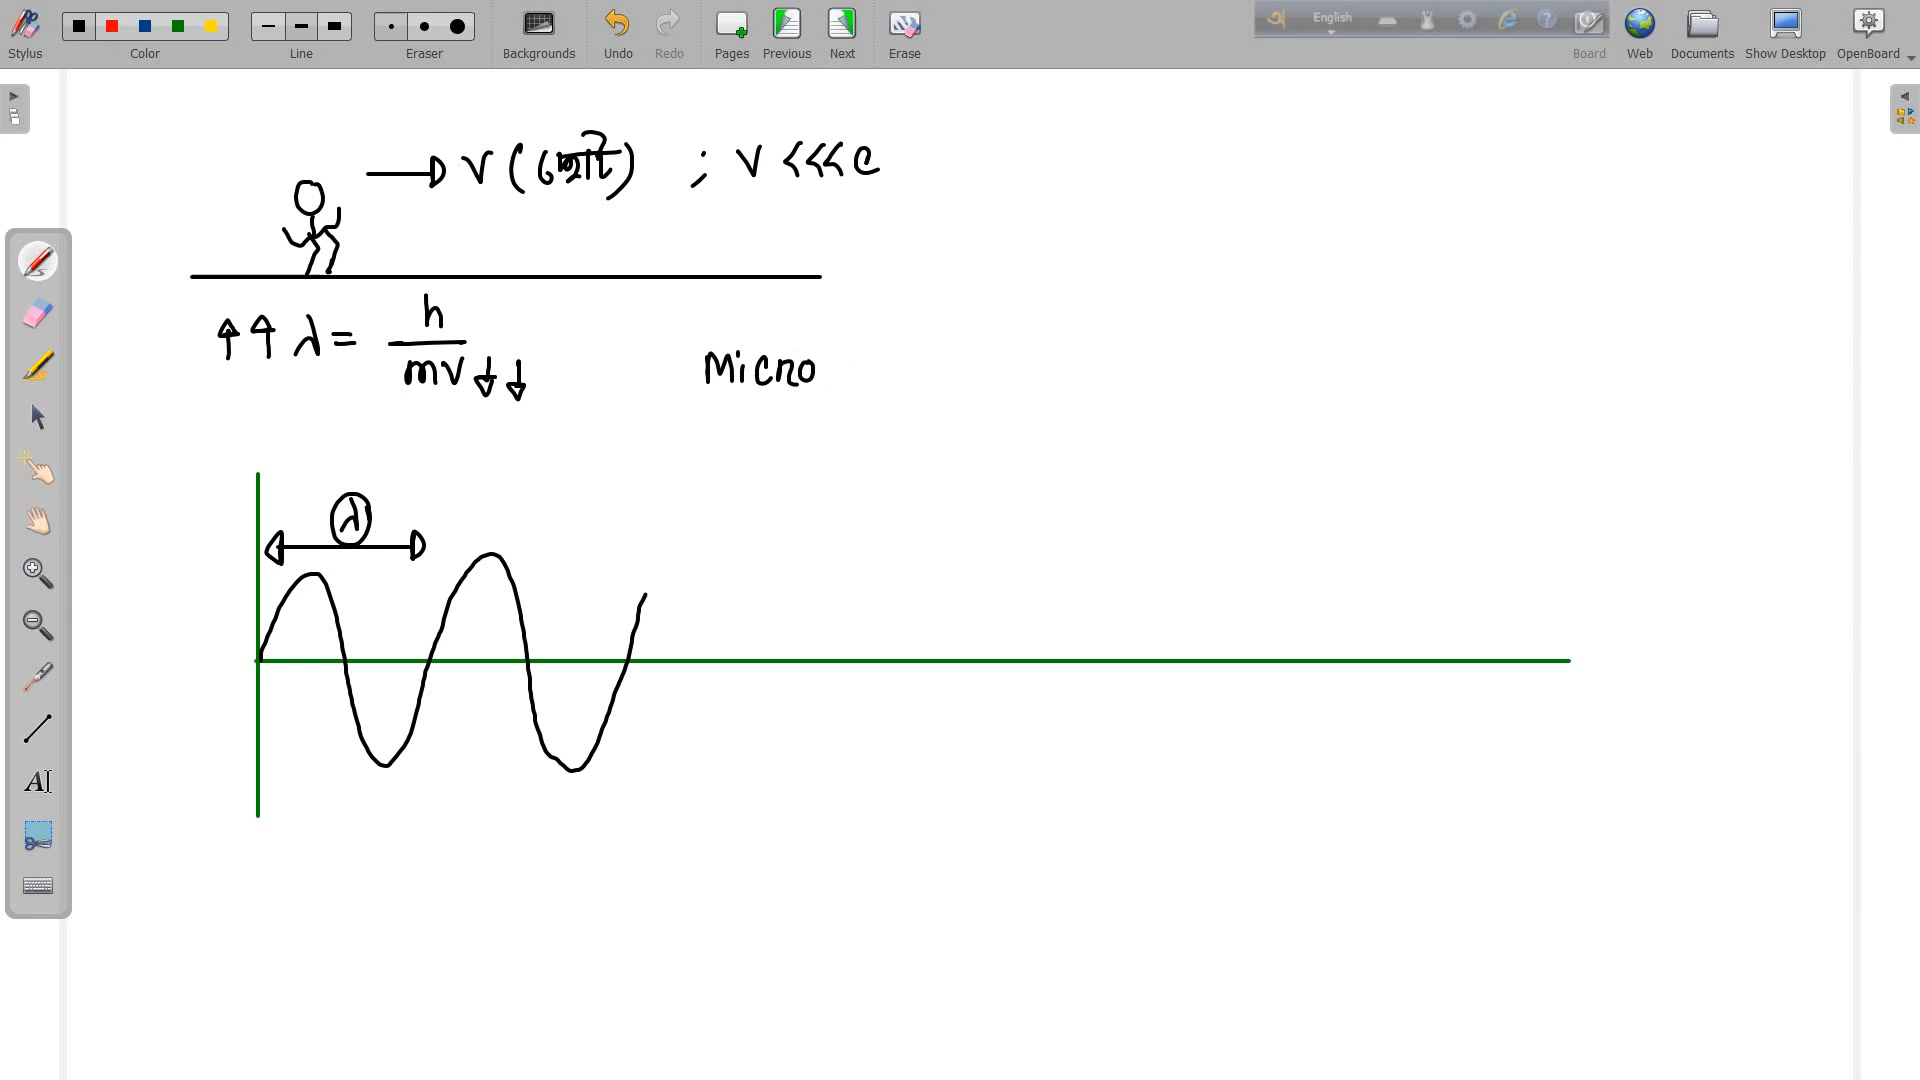 Stylus Color Line Eraser Backgrounds Undo Redo Pages Previous Next Erase English Board Web Documents Show Desktop OpenBoard
V ( ) ; V <<< C
λ = h / mv
Micro
λ